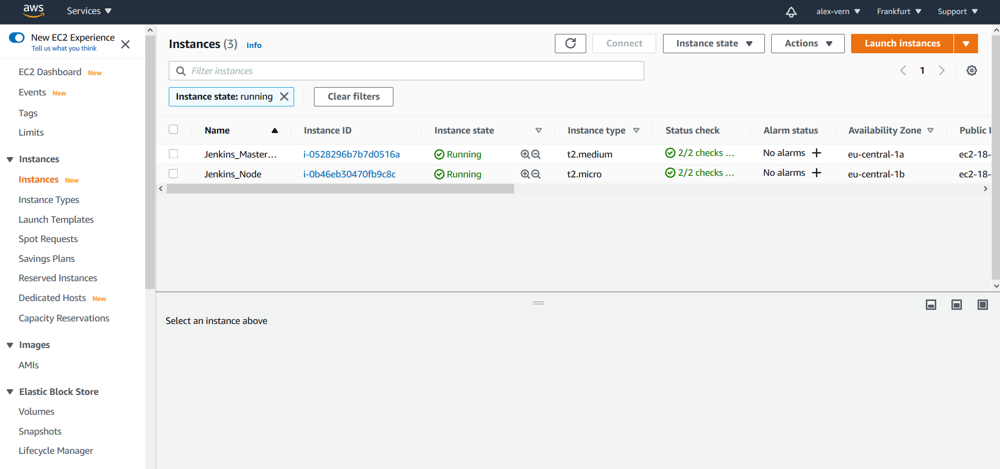 aws Services alex-vern Frankfurt Support
New EC2 Experience
Tell us what you think
EC2 Dashboard New
Events New
Tags
Limits
Instances
Instances New
Instance Types
Launch Templates
Spot Requests
Savings Plans
Reserved Instances
Dedicated Hosts New
Capacity Reservations
Images
AMIs
Elastic Block Store
Volumes
Snapshots
Lifecycle Manager
Instances (3) Info
Connect Instance state Actions Launch instances
Filter instances
1
Instance state: running Clear filters
Name Instance ID Instance state Instance type Status check Alarm status Availability Zone Public I
Jenkins_Master... i-0528296b7b7d0516a Running t2.medium 2/2 checks ... No alarms eu-central-1a ec2-18-
Jenkins_Node i-0b46eb30470fb9c8c Running t2.micro 2/2 checks ... No alarms eu-central-1b ec2-18-
Select an instance above